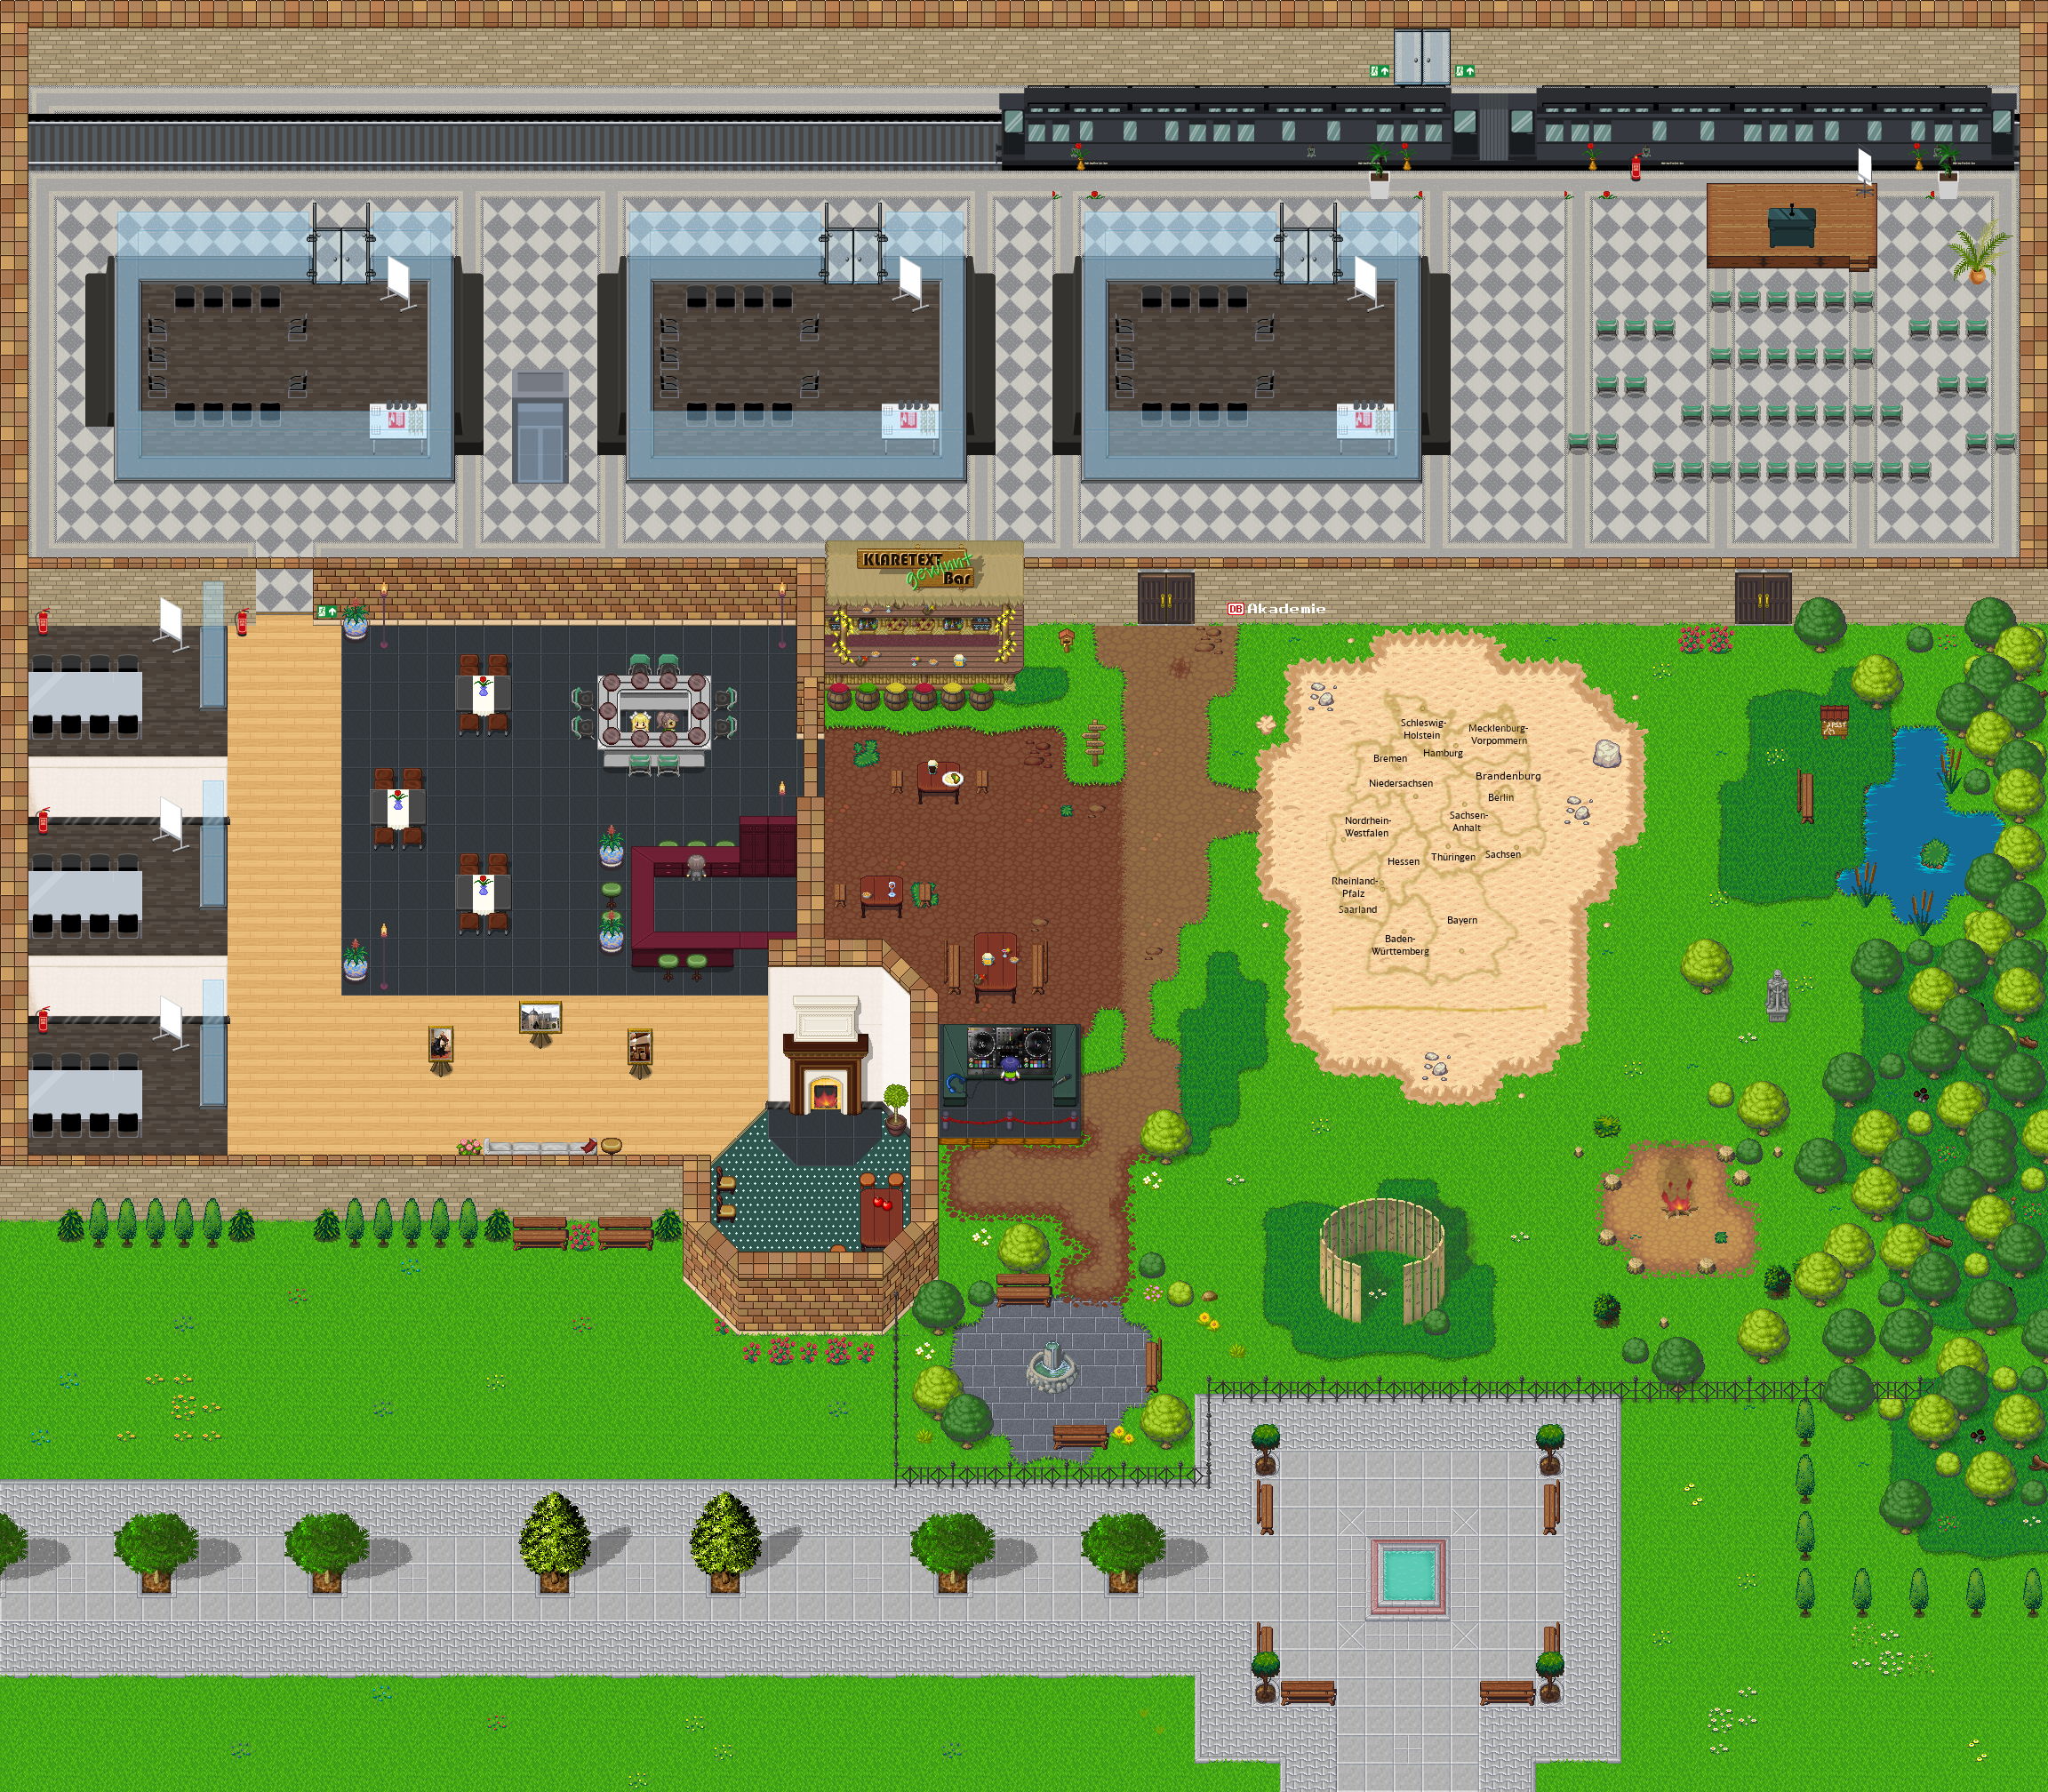 KLARETEXT
gewinnt
Bar
DB Akademie
Schleswig-
Holstein
Mecklenburg-
Vorpommern
Hamburg
Bremen
Niedersachsen
Brandenburg
Berlin
Nordrhein-
Westfalen
Sachsen-
Anhalt
Hessen
Thüringen
Sachsen
Rheinland-
Pfalz
Saarland
Bayern
Baden-
Württemberg